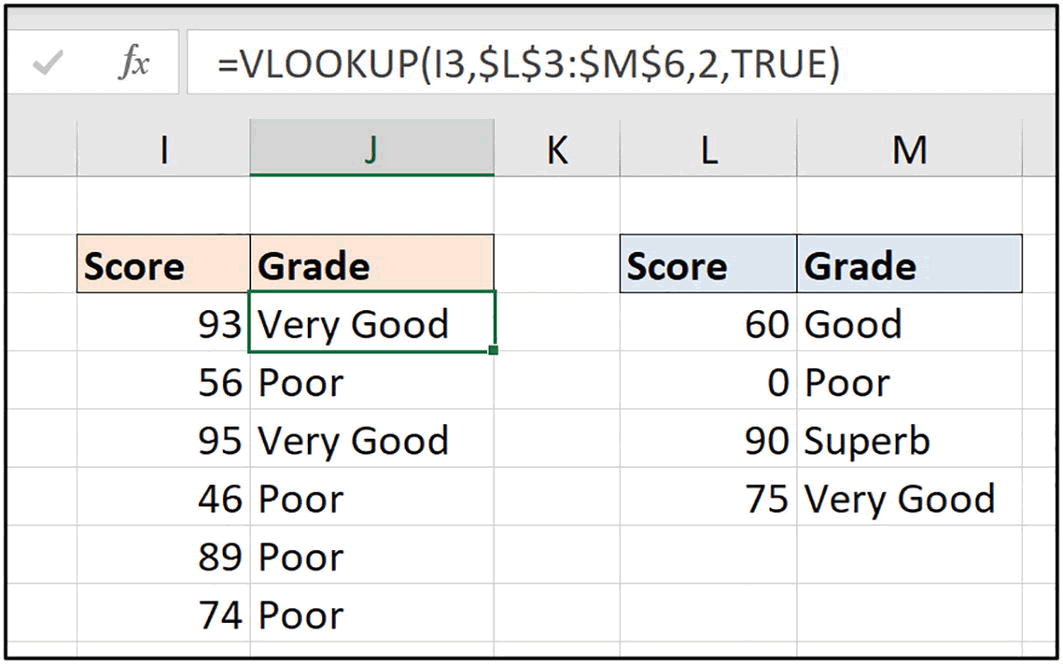 fx =VLOOKUP(I3,$L$3:$M$6,2,TRUE)
I J K L M
Score Grade Score Grade
93 Very Good 60 Good
56 Poor 0 Poor
95 Very Good 90 Superb
46 Poor 75 Very Good
89 Poor
74 Poor